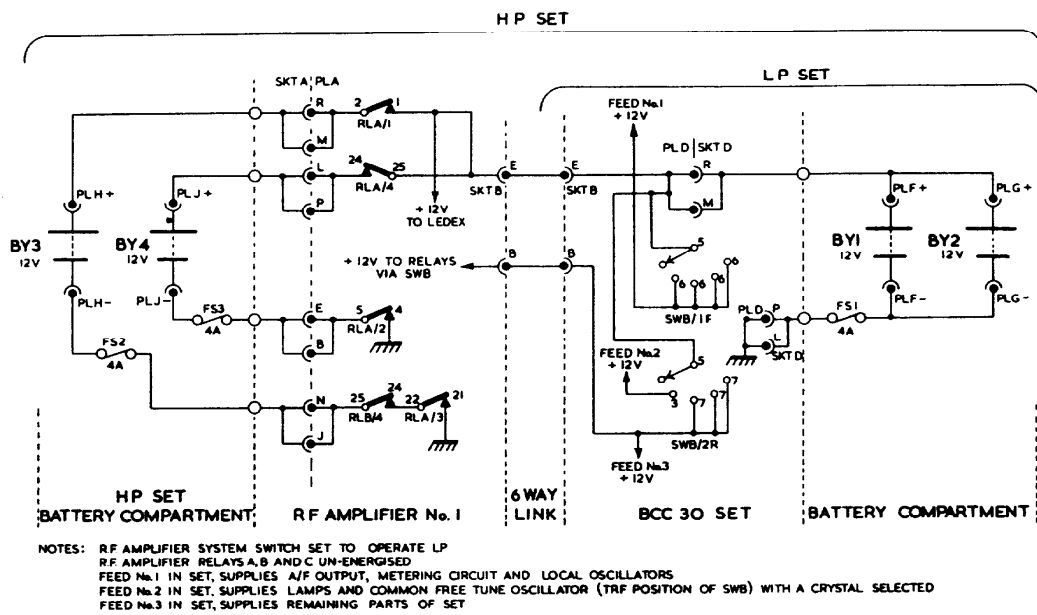 HP SET
LP SET
SKTA PLA
FEED No.1
+ 12V
R
2
1
RLA/1
M
PLD SKT D
R
L
24
25
RLA/4
P
E
SKTB
E
SKTB
M
PLH+
PLJ+
+ 12V
TO LEDEX
PLF+
PLG+
BY3
12V
BY4
12V
BY1
12V
BY2
12V
+ 12V TO RELAYS
VIA SWB
B
B
5
6
6
6
6
SWB/1F
PLH-
PLJ-
PLF-
PLG-
FS3
4A
E
5
4
RLA/2
B
PLD
P
L
SKTD
FS1
4A
FS2
4A
FEED No.2
+ 12V
5
3
7
7
7
SWB/2R
N
25
24
RLB/4
22
21
RLA/3
J
FEED No.3
+ 12V
HP SET
BATTERY COMPARTMENT
RF AMPLIFIER No. 1
6 WAY
LINK
BCC 30 SET
BATTERY COMPARTMENT
NOTES: RF AMPLIFIER SYSTEM SWITCH SET TO OPERATE LP
R.F. AMPLIFIER RELAYS A, B AND C UN-ENERGISED
FEED No.1 IN SET, SUPPLIES A/F OUTPUT, METERING CIRCUIT AND LOCAL OSCILLATORS
FEED No.2 IN SET, SUPPLIES LAMPS AND COMMON FREE TUNE OSCILLATOR (TRF POSITION OF SWB) WITH A CRYSTAL SELECTED
FEED No.3 IN SET, SUPPLIES REMAINING PARTS OF SET